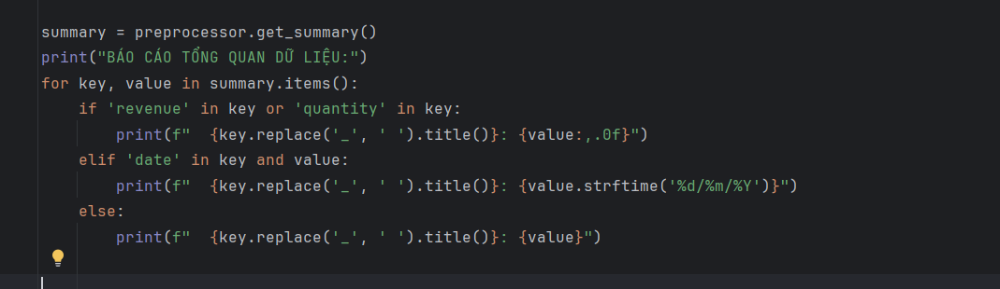 summary = preprocessor.get_summary()
print("BÁO CÁO TỔNG QUAN DỮ LIỆU:")
for key, value in summary.items():
    if 'revenue' in key or 'quantity' in key:
        print(f"  {key.replace('_', ' ').title()}: {value:,.0f}")
    elif 'date' in key and value:
        print(f"  {key.replace('_', ' ').title()}: {value.strftime('%d/%m/%Y')}")
    else:
        print(f"  {key.replace('_', ' ').title()}: {value}")